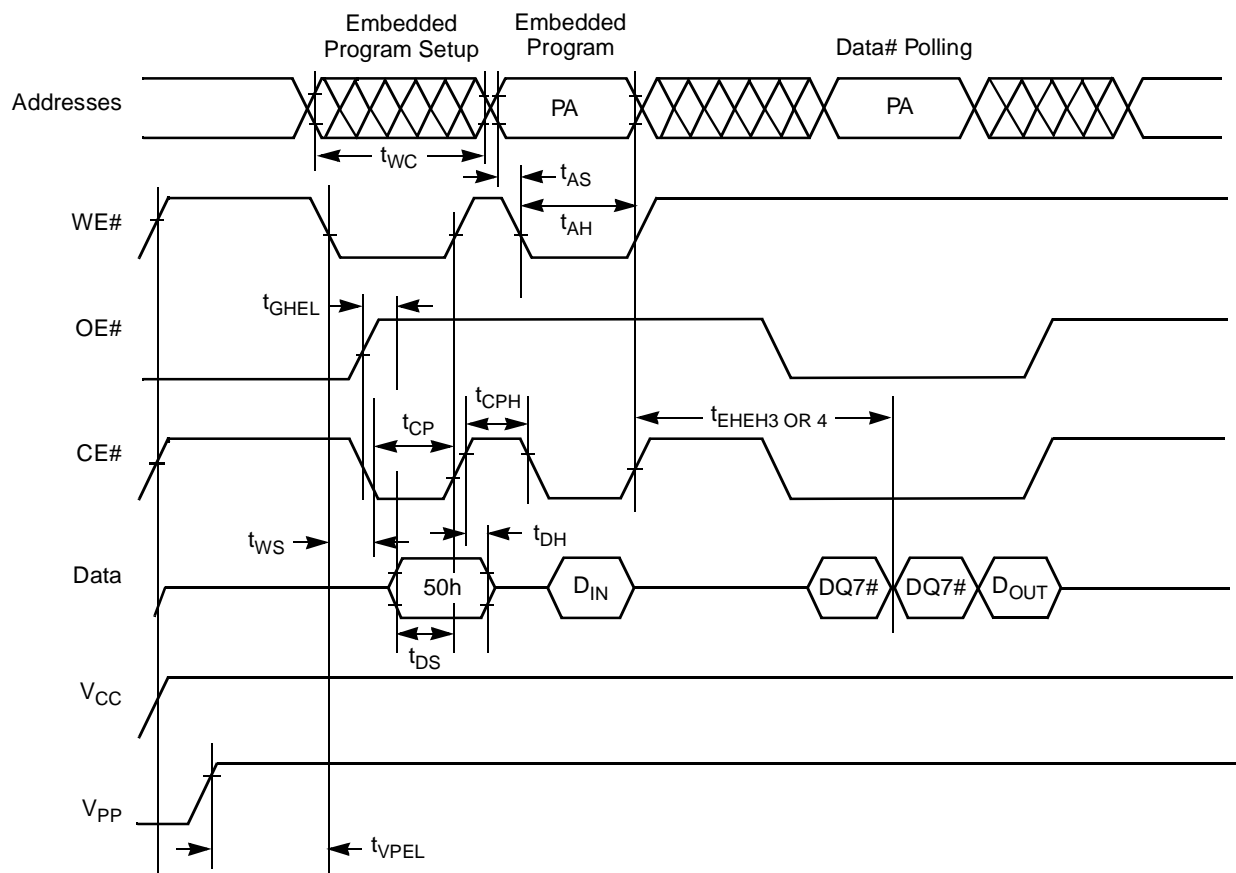 Embedded
Program Setup
Embedded
Program
Data# Polling
Addresses
PA
PA
tWC
tAS
WE#
tAH
tGHEL
OE#
tCPH
tCP
tEHEH3 OR 4
CE#
tWS
tDH
Data
50h
DIN
DQ7#
DQ7#
DOUT
tDS
VCC
VPP
tVPEL